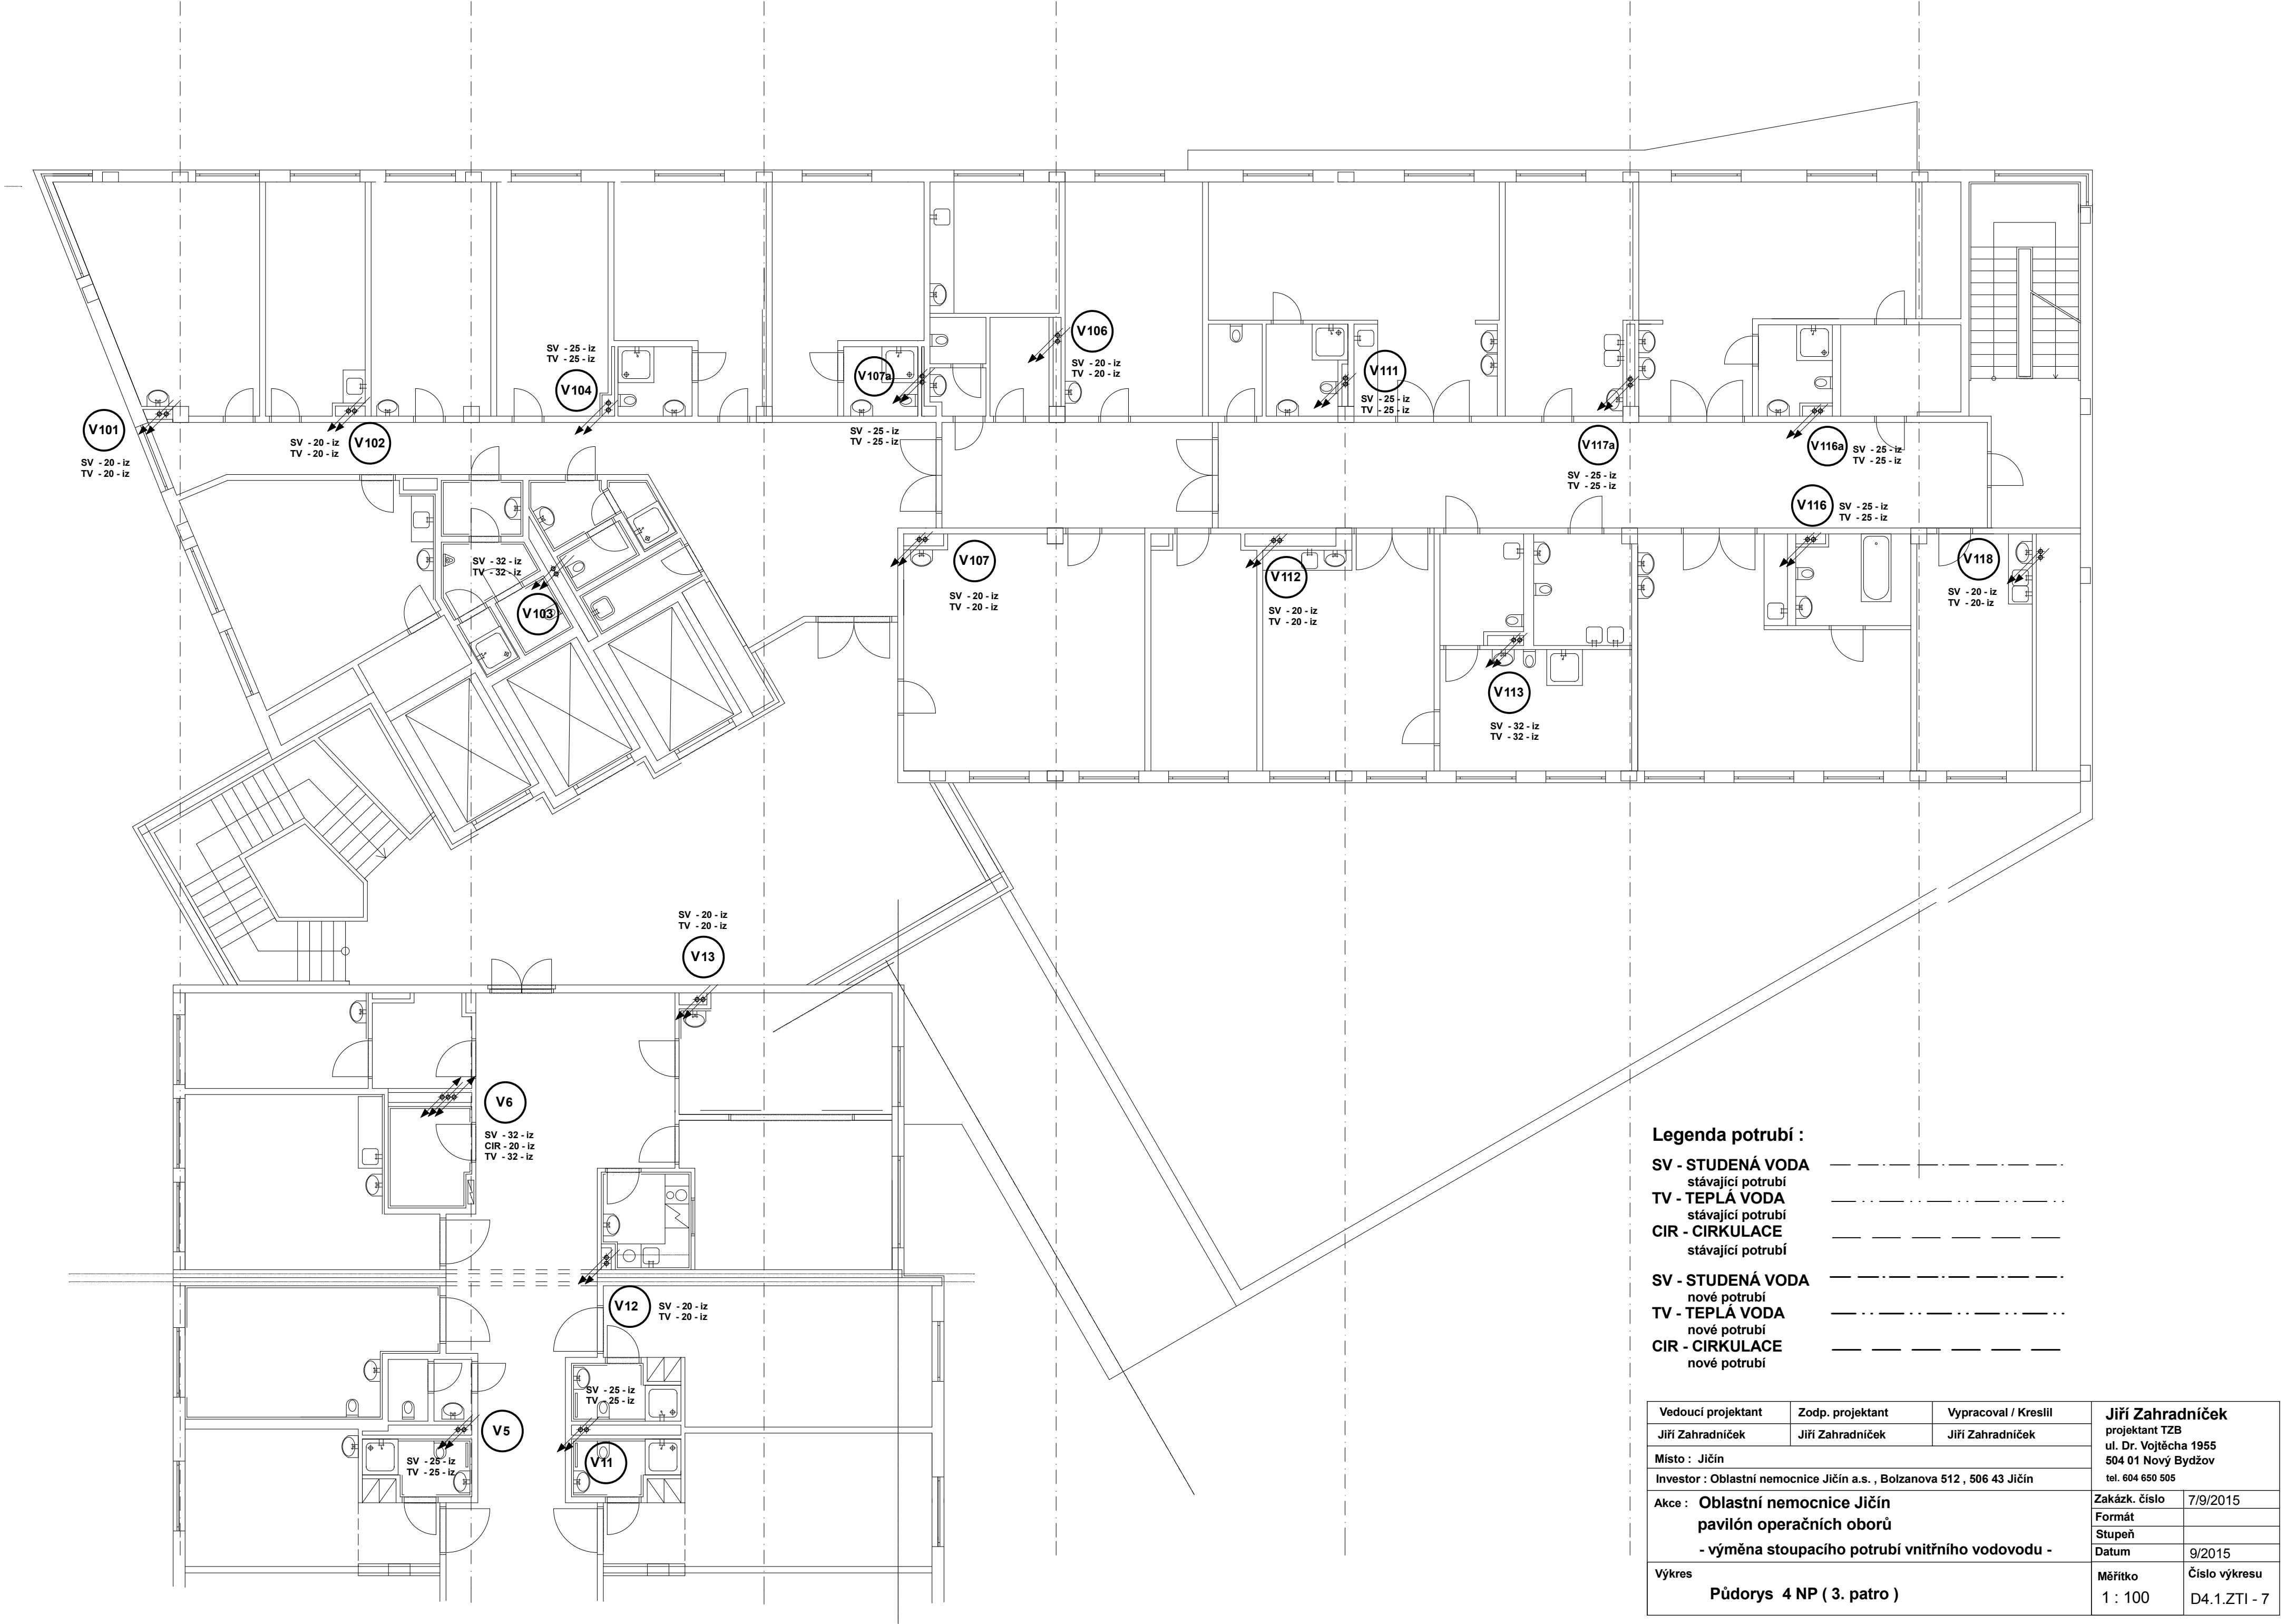 V106
SV - 20 - iz
TV - 20 - iz
SV - 25 - iz
TV - 25 - iz
V104
V107a
SV - 25 - iz
TV - 25 - iz
V111
SV - 25 - iz
TV - 25 - iz
V101
SV - 20 - iz
TV - 20 - iz
SV - 20 - iz
TV - 20 - iz
V102
V117a
SV - 25 - iz
TV - 25 - iz
V116a
SV - 25 - iz
TV - 25 - iz
V116
SV - 25 - iz
TV - 25 - iz
SV - 32 - iz
TV - 32 - iz
V103
V107
SV - 20 - iz
TV - 20 - iz
V112
SV - 20 - iz
TV - 20 - iz
V118
SV - 20 - iz
TV - 20- iz
V113
SV - 32 - iz
TV - 32 - iz
SV - 20 - iz
TV - 20 - iz
V13
V6
SV - 32 - iz
CIR - 20 - iz
TV - 32 - iz
V12
SV - 20 - iz
TV - 20 - iz
SV - 25 - iz
TV - 25 - iz
V5
SV - 25 - iz
TV - 25 - iz
V11
Legenda potrubí :
SV - STUDENÁ VODA
stávající potrubí
TV - TEPLÁ VODA
stávající potrubí
CIR - CIRKULACE
stávající potrubí
SV - STUDENÁ VODA
nové potrubí
TV - TEPLÁ VODA
nové potrubí
CIR - CIRKULACE
nové potrubí
Vedoucí projektant
Zodp. projektant
Vypracoval / Kreslil
Jiří Zahradníček
Jiří Zahradníček
Jiří Zahradníček
Jiří Zahradníček
projektant TZB
ul. Dr. Vojtěcha 1955
504 01 Nový Bydžov
tel. 604 650 505
Místo : Jičín
Investor : Oblastní nemocnice Jičín a.s. , Bolzanova 512 , 506 43 Jičín
Akce : Oblastní nemocnice Jičín
pavilón operačních oborů
- výměna stoupacího potrubí vnitřního vodovodu -
Zakázk. číslo 7/9/2015
Formát
Stupeň
Datum 9/2015
Výkres
Půdorys 4 NP ( 3. patro )
Měřítko
1 : 100
Číslo výkresu
D4.1.ZTI - 7